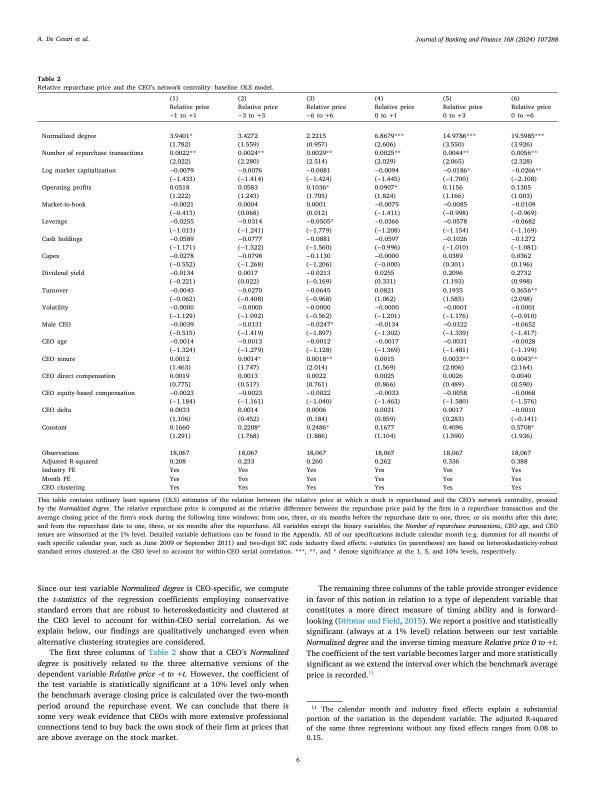 A. De Cesari et al.
Journal of Banking and Finance 168 (2024) 107288
Table 2
Relative repurchase price and the CEO's network centrality: baseline OLS model.
(1) (2) (3) (4) (5) (6)
Relative price Relative price Relative price Relative price Relative price Relative price
−1 to +1 −3 to +3 −6 to +6 0 to +1 0 to +3 0 to +6
Normalized degree 3.9401* 3.4272 2.2215 6.8679*** 14.9786*** 19.5985***
(1.782) (1.559) (0.957) (2.606) (3.550) (3.926)
Number of repurchase transactions 0.0022** 0.0024** 0.0029** 0.0025** 0.0044** 0.0056**
(2.022) (2.280) (2.514) (2.029) (2.065) (2.328)
Log market capitalization −0.0079 −0.0076 −0.0081 −0.0094 −0.0186* −0.0266**
(−1.433) (−1.414) (−1.444) (−1.445) (−1.700) (−2.108)
Operating profits 0.0518 0.0583 0.1036* 0.0907* 0.1156 0.1305
(1.222) (1.243) (1.705) (1.824) (1.166) (1.003)
Market-to-book −0.0021 0.0004 0.0001 −0.0075 −0.0085 −0.0109
(−0.413) (0.068) (0.012) (−1.411) (−0.998) (−0.969)
Leverage −0.0255 −0.0314 −0.0505* −0.0366 −0.0578 −0.0682
(−1.013) (−1.241) (−1.779) (−1.208) (−1.154) (−1.169)
Cash holdings −0.0589 −0.0777 −0.0881 −0.0597 −0.1026 −0.1272
(−1.171) (−1.522) (−1.560) (−0.996) (−1.010) (−1.081)
Capex −0.0278 −0.0798 −0.1130 −0.0000 0.0389 0.0362
(−0.552) (−1.268) (−1.206) (−0.000) (0.301) (0.196)
Dividend yield −0.0134 0.0017 −0.0213 0.0255 0.2096 0.2732
(−0.221) (0.022) (−0.169) (0.331) (1.193) (0.998)
Turnover −0.0043 −0.0270 −0.0645 0.0821 0.1935 0.3656**
(−0.062) (−0.408) (−0.968) (1.062) (1.585) (2.098)
Volatility −0.0000 −0.0000 −0.0000 −0.0000 −0.0001 −0.0001
(−1.129) (−1.092) (−0.562) (−1.201) (−1.176) (−0.910)
Male CEO −0.0039 −0.0131 −0.0247* −0.0134 −0.0322 −0.0652
(−0.515) (−1.419) (−1.897) (−1.302) (−1.339) (−1.417)
CEO age −0.0014 −0.0013 −0.0012 −0.0017 −0.0031 −0.0028
(−1.324) (−1.279) (−1.128) (−1.369) (−1.481) (−1.199)
CEO tenure 0.0012 0.0014* 0.0018** 0.0015 0.0033** 0.0043**
(1.463) (1.747) (2.014) (1.569) (2.006) (2.164)
CEO direct compensation 0.0019 0.0013 0.0022 0.0025 0.0026 0.0040
(0.775) (0.517) (0.761) (0.866) (0.489) (0.590)
CEO equity-based compensation −0.0023 −0.0023 −0.0022 −0.0033 −0.0058 −0.0068
(−1.184) (−1.161) (−1.040) (−1.463) (−1.580) (−1.576)
CEO delta 0.0033 0.0014 0.0006 0.0031 0.0017 −0.0010
(1.106) (0.452) (0.184) (0.859) (0.283) (−0.141)
Constant 0.1660 0.2208* 0.2486* 0.1677 0.4096 0.5708*
(1.291) (1.768) (1.886) (1.104) (1.590) (1.936)
Observations 18,067 18,067 18,067 18,067 18,067 18,067
Adjusted R-squared 0.208 0.233 0.260 0.262 0.336 0.388
Industry FE Yes Yes Yes Yes Yes Yes
Month FE Yes Yes Yes Yes Yes Yes
CEO clustering Yes Yes Yes Yes Yes Yes
This table contains ordinary least squares (OLS) estimates of the relation between the relative price at which a stock is repurchased and the CEO's network centrality, proxied
by the Normalized degree. The relative repurchase price is computed as the relative difference between the repurchase price paid by the firm in a repurchase transaction and the
average closing price of the firm's stock during the following time windows: from one, three, or six months before the repurchase date to one, three, or six months after this date;
and from the repurchase date to one, three, or six months after the repurchase. All variables except the binary variables, the Number of repurchase transactions, CEO age, and CEO
tenure are winsorized at the 1% level. Detailed variable definitions can be found in the Appendix. All of our specifications include calendar month (e.g. dummies for all months of
each specific calendar year, such as June 2009 or September 2011) and two-digit SIC code industry fixed effects. t-statistics (in parentheses) are based on heteroskedasticity-robust
standard errors clustered at the CEO level to account for within-CEO serial correlation. ***, **, and * denote significance at the 1, 5, and 10% levels, respectively.
Since our test variable Normalized degree is CEO-specific, we compute
the t-statistics of the regression coefficients employing conservative
standard errors that are robust to heteroskedasticity and clustered at
the CEO level to account for within-CEO serial correlation. As we
explain below, our findings are qualitatively unchanged even when
alternative clustering strategies are considered.
The first three columns of Table 2 show that a CEO's Normalized
degree is positively related to the three alternative versions of the
dependent variable Relative price −t to +t. However, the coefficient of
the test variable is statistically significant at a 10% level only when
the benchmark average closing price is calculated over the two-month
period around the repurchase event. We can conclude that there is
some very weak evidence that CEOs with more extensive professional
connections tend to buy back the own stock of their firm at prices that
are above average on the stock market.
The remaining three columns of the table provide stronger evidence
in favor of this notion in relation to a type of dependent variable that
constitutes a more direct measure of timing ability and is forward-
looking (Dittmar and Field, 2015). We report a positive and statistically
significant (always at a 1% level) relation between our test variable
Normalized degree and the inverse timing measure Relative price 0 to +t.
The coefficient of the test variable becomes larger and more statistically
significant as we extend the interval over which the benchmark average
price is recorded.11
11 The calendar month and industry fixed effects explain a substantial
portion of the variation in the dependent variable. The adjusted R-squared
of the same three regressions without any fixed effects ranges from 0.08 to
0.15.
6